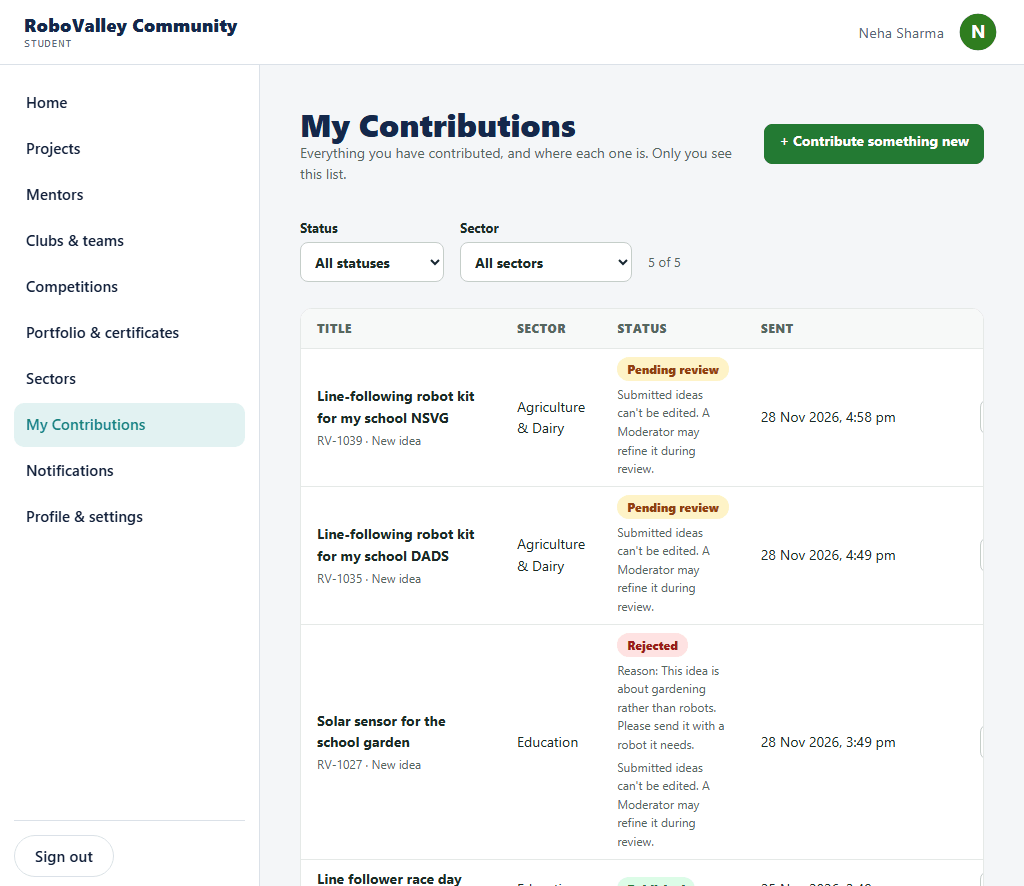 RoboValley Community
STUDENT
Neha Sharma
N
Home
Projects
Mentors
Clubs & teams
Competitions
Portfolio & certificates
Sectors
My Contributions
Notifications
Profile & settings
Sign out
My Contributions
Everything you have contributed, and where each one is. Only you see
this list.
+ Contribute something new
Status
Sector
All statuses
All sectors
5 of 5
TITLE
SECTOR
STATUS
SENT
Line-following robot kit
for my school NSVG
RV-1039 · New idea
Agriculture
& Dairy
Pending review
Submitted ideas
can't be edited. A
Moderator may
refine it during
review.
28 Nov 2026, 4:58 pm
Line-following robot kit
for my school DADS
RV-1035 · New idea
Agriculture
& Dairy
Pending review
Submitted ideas
can't be edited. A
Moderator may
refine it during
review.
28 Nov 2026, 4:49 pm
Solar sensor for the
school garden
RV-1027 · New idea
Education
Rejected
Reason: This idea is
about gardening
rather than robots.
Please send it with a
robot it needs.
Submitted ideas
can't be edited. A
Moderator may
refine it during
review.
28 Nov 2026, 3:49 pm
Line follower race day